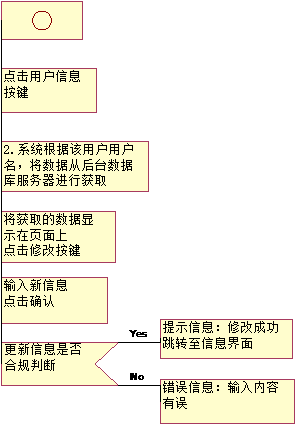 点击用户信息
按键
2.系统根据该用户用户
名，将数据从后台数据
库服务器进行获取
将获取的数据显
示在页面上
点击修改按键
输入新信息
点击确认
更新信息是否
合规判断
Yes
提示信息：修改成功
跳转至信息界面
No
错误信息：输入内容
有误